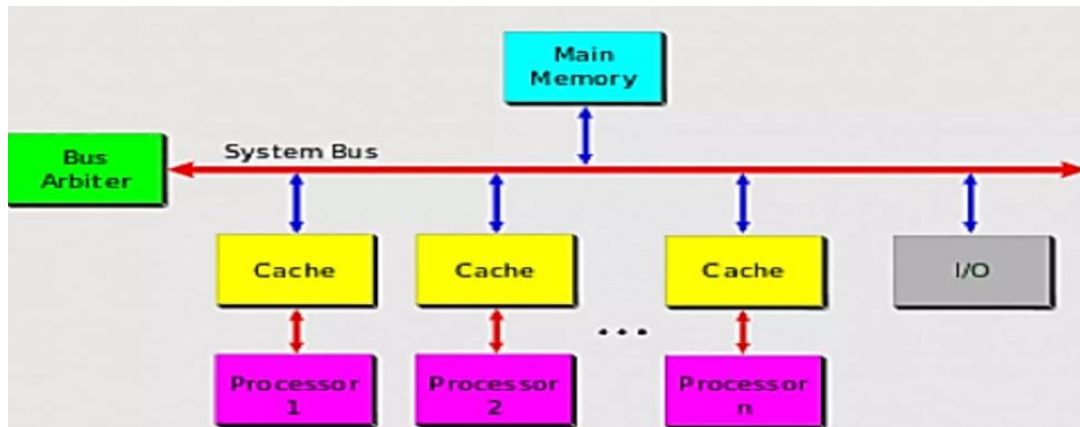 Main
Memory
System Bus
Bus
Arbiter
Cache
Cache
Cache
I/O
...
Processor
1
Processor
2
Processor
n